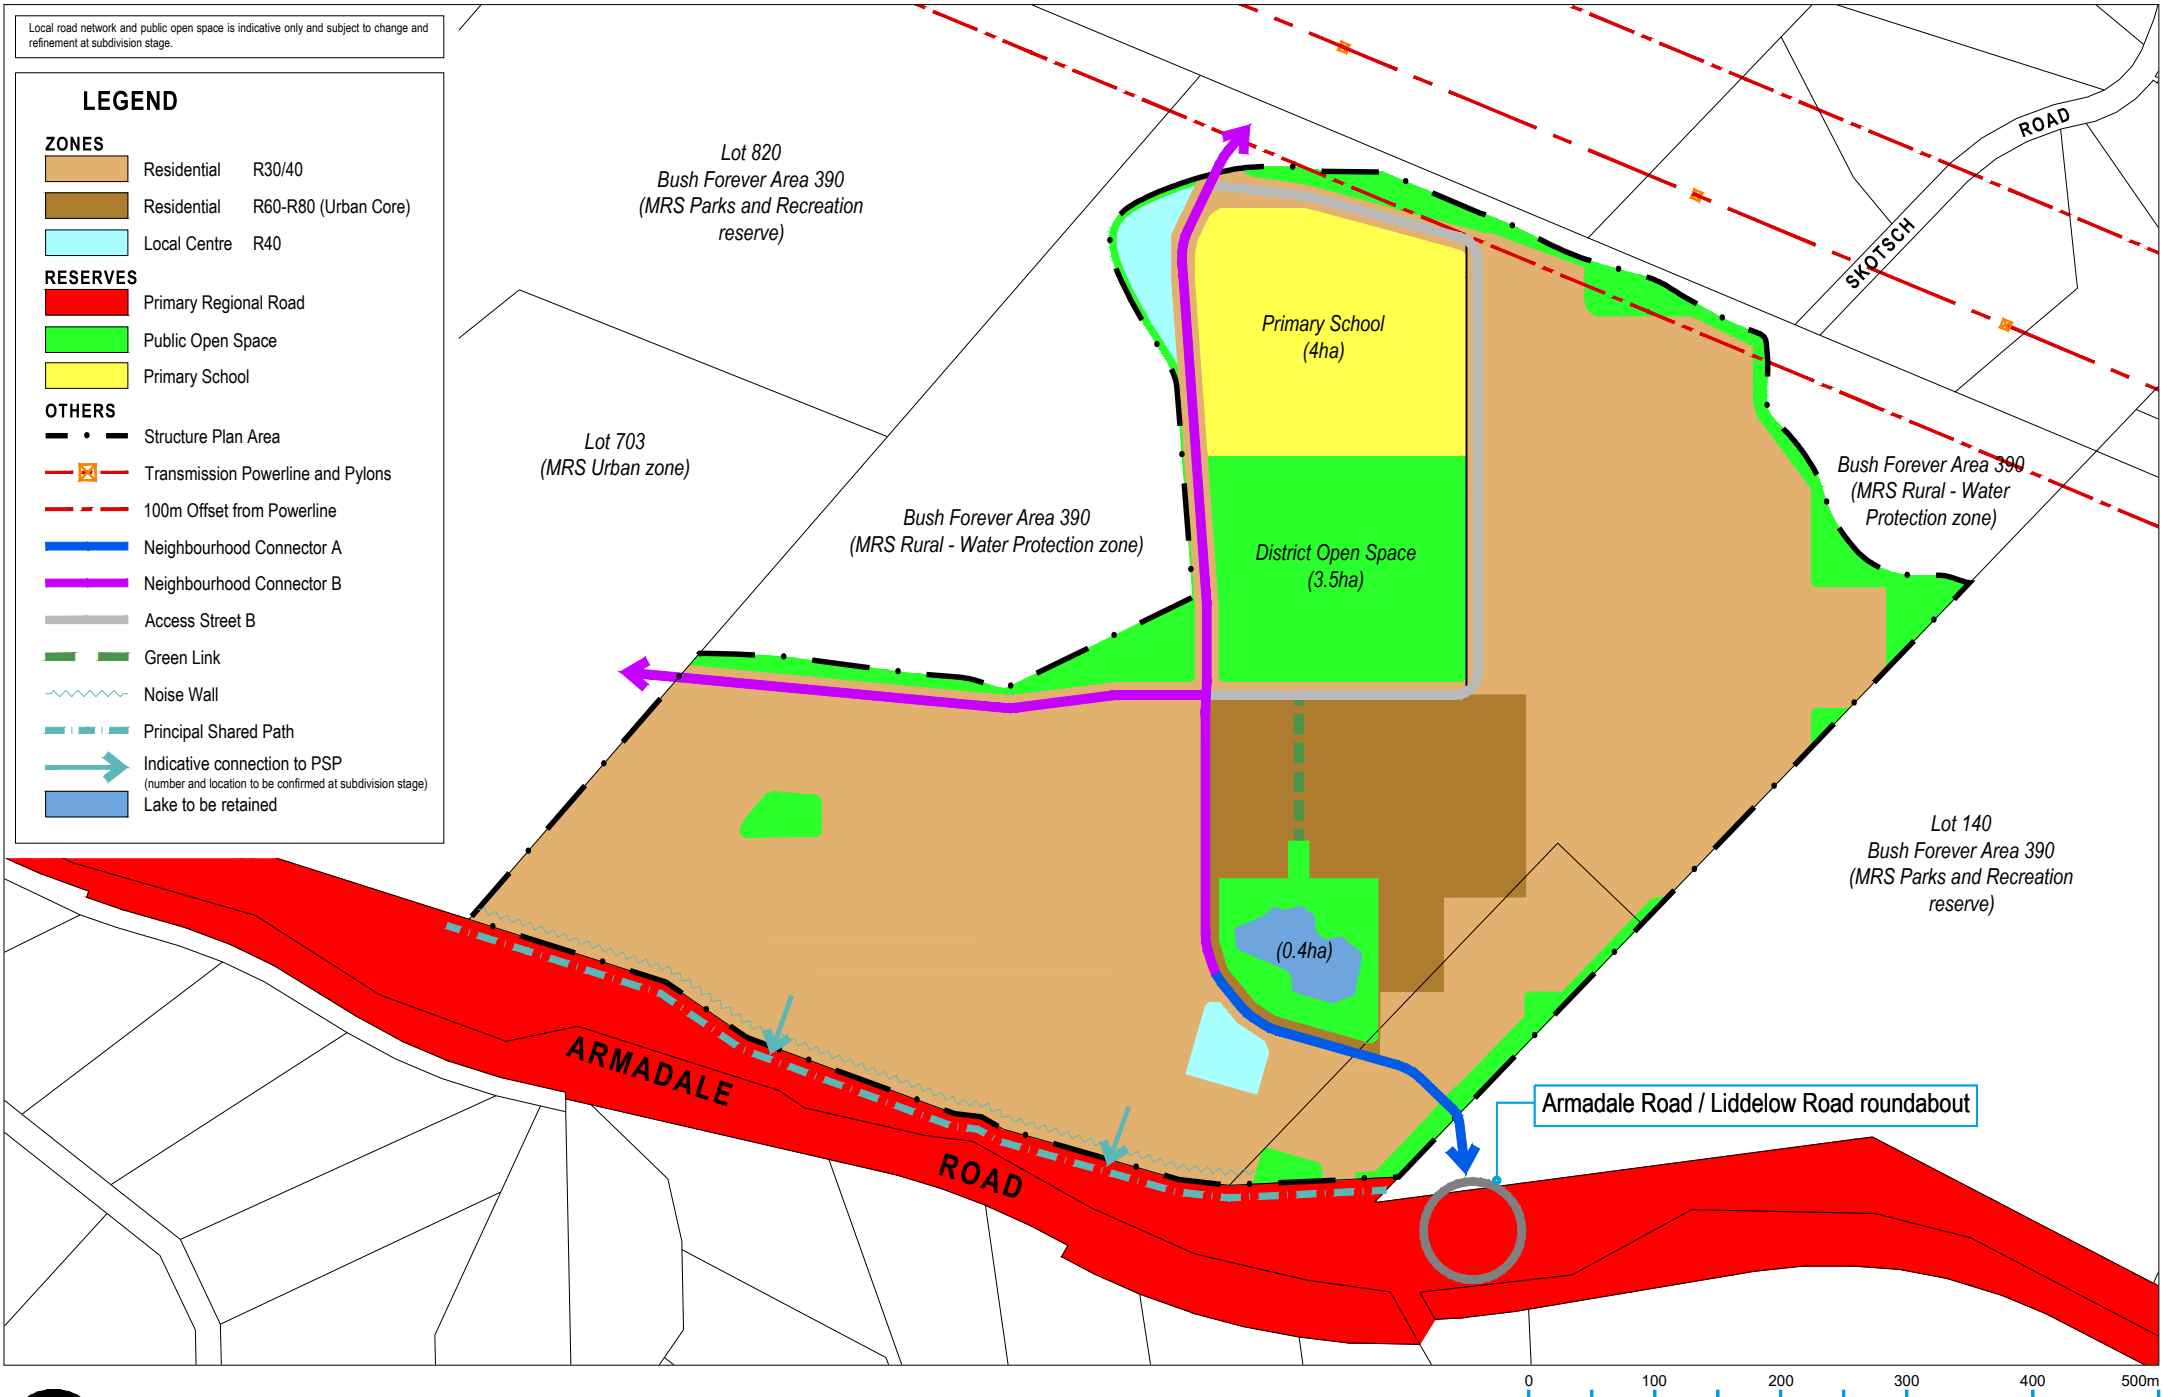 Local road network and public open space is indicative only and subject to change and
refinement at subdivision stage.
LEGEND
ZONES
Residential R30/40
Residential R60-R80 (Urban Core)
Local Centre R40
RESERVES
Primary Regional Road
Public Open Space
Primary School
OTHERS
Structure Plan Area
Transmission Powerline and Pylons
100m Offset from Powerline
Neighbourhood Connector A
Neighbourhood Connector B
Access Street B
Green Link
Noise Wall
Principal Shared Path
Indicative connection to PSP
(number and location to be confirmed at subdivision stage)
Lake to be retained
Lot 820
Bush Forever Area 390
(MRS Parks and Recreation
reserve)
SKOTSCH ROAD
Primary School
(4ha)
Lot 703
(MRS Urban zone)
Bush Forever Area 390
(MRS Rural - Water
Protection zone)
Bush Forever Area 390
(MRS Rural - Water Protection zone)
District Open Space
(3.5ha)
Lot 140
Bush Forever Area 390
(MRS Parks and Recreation
reserve)
(0.4ha)
ARMADALE ROAD
Armadale Road / Liddelow Road roundabout
0 100 200 300 400 500m